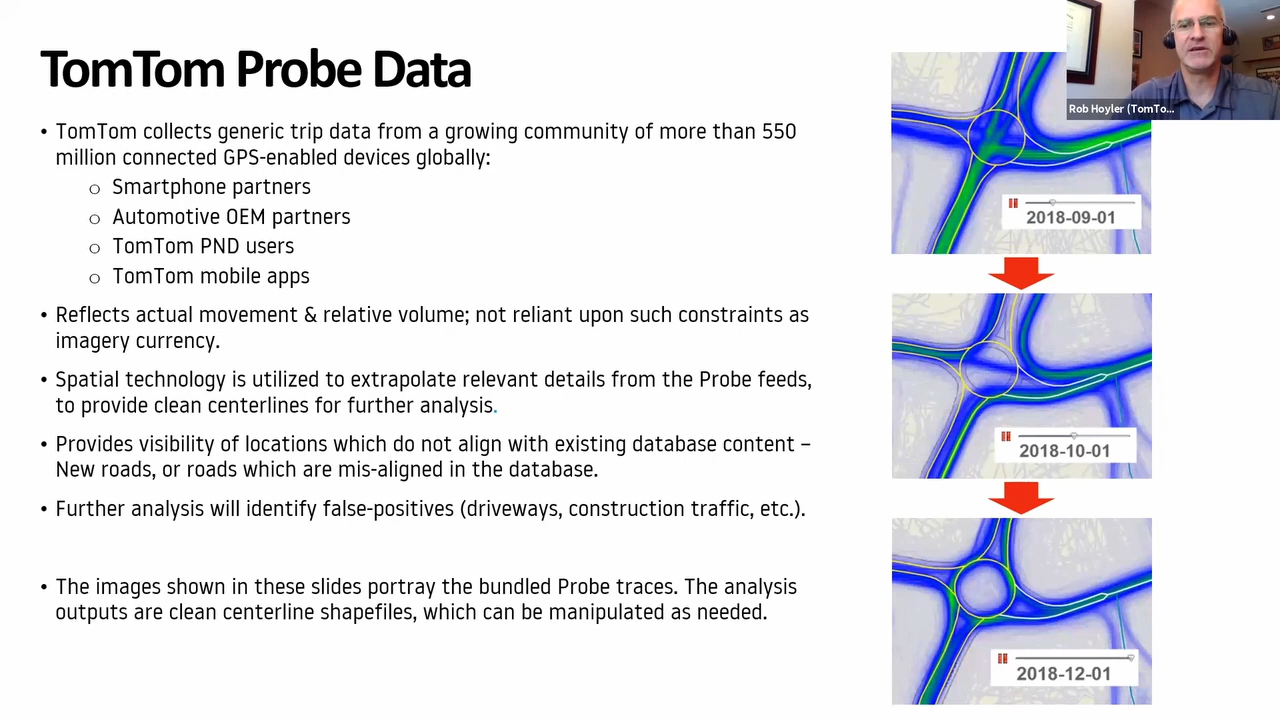 TomTom Probe Data
• TomTom collects generic trip data from a growing community of more than 550
million connected GPS-enabled devices globally:
o Smartphone partners
o Automotive OEM partners
o TomTom PND users
o TomTom mobile apps
• Reflects actual movement & relative volume; not reliant upon such constraints as
imagery currency.
• Spatial technology is utilized to extrapolate relevant details from the Probe feeds,
to provide clean centerlines for further analysis.
• Provides visibility of locations which do not align with existing database content –
New roads, or roads which are mis-aligned in the database.
• Further analysis will identify false-positives (driveways, construction traffic, etc.).
• The images shown in these slides portray the bundled Probe traces. The analysis
outputs are clean centerline shapefiles, which can be manipulated as needed.
Rob Hoyler (TomTo...
2018-09-01
2018-10-01
2018-12-01